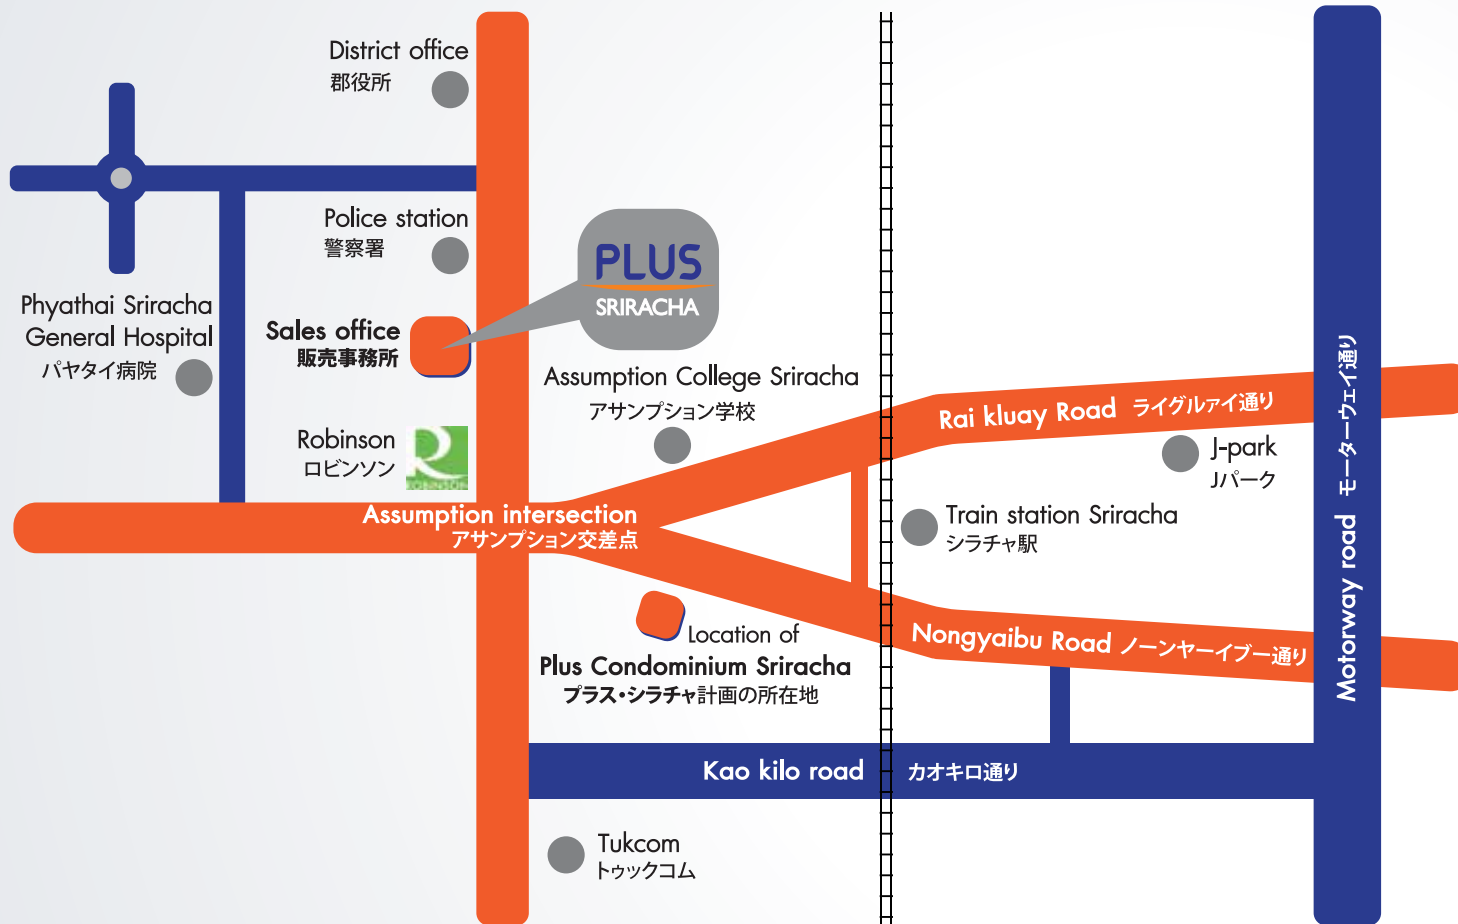 District office
郡役所
Police station
警察署
PLUS
SRIRACHA
Phyathai Sriracha
General Hospital
パヤタイ病院
Sales office
販売事務所
Assumption College Sriracha
アサンプション学校
Robinson
ロビンソン
R
ROBINSON
Rai kluay Road ライグルァイ通り
J-park
Jパーク
Motorway road モーターウェイ通り
Assumption intersection
アサンプション交差点
Train station Sriracha
シラチャ駅
Location of
Plus Condominium Sriracha
プラス・シラチャ計画の所在地
Nongyaibu Road ノーンヤーイブー通り
Kao kilo road カオキロ通り
Tukcom
トゥックコム